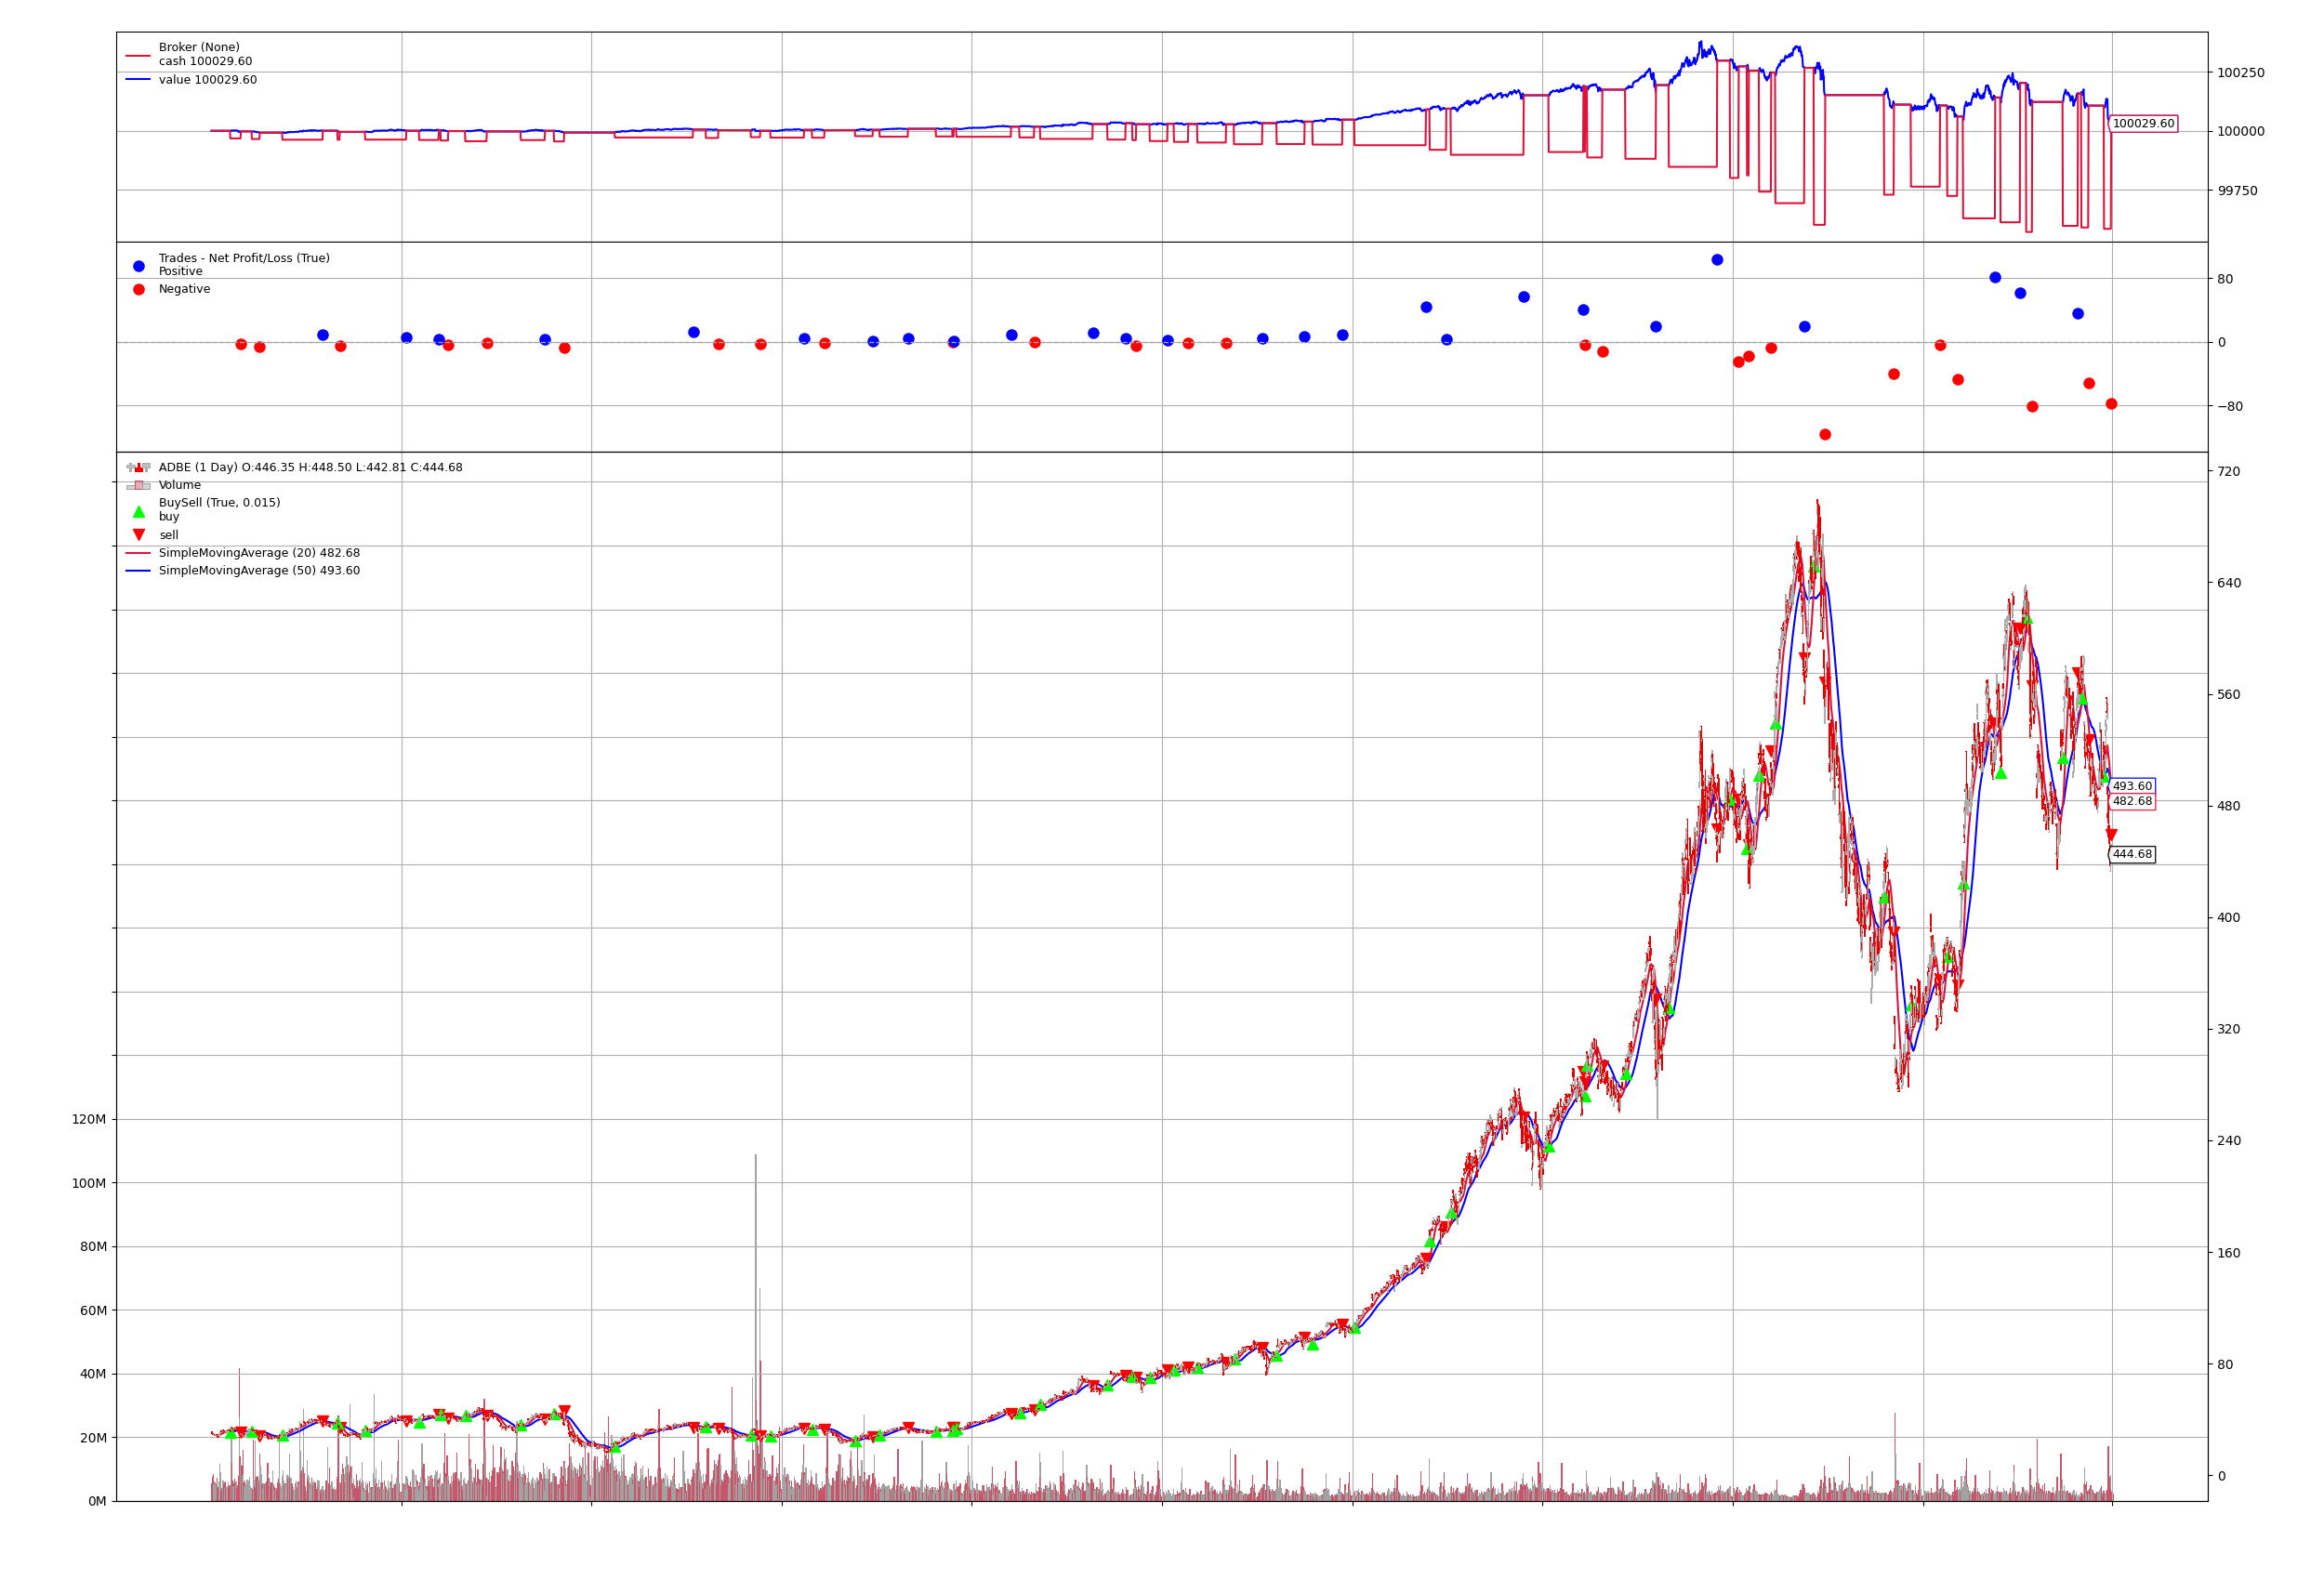 Broker (None)
cash 100029.60
value 100029.60
100250
100029.60
100000
99750
Trades - Net Profit/Loss (True)
Positive
Negative
80
0
−80
ADBE (1 Day) O:446.35 H:448.50 L:442.81 C:444.68
Volume
BuySell (True, 0.015)
buy
sell
SimpleMovingAverage (20) 482.68
SimpleMovingAverage (50) 493.60
720
640
560
493.60
482.68
480
444.68
400
320
240
160
80
0
120M
100M
80M
60M
40M
20M
0M